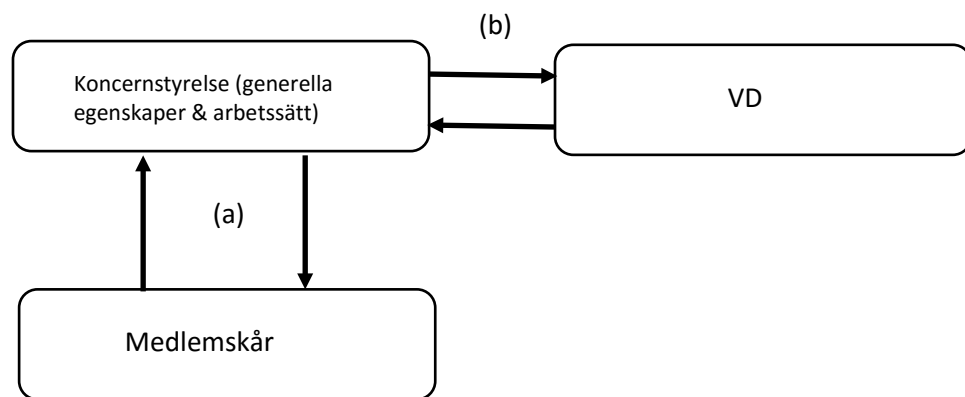 (b)
Koncernstyrelse (generella
egenskaper & arbetssätt)
VD
(a)
Medlemskår